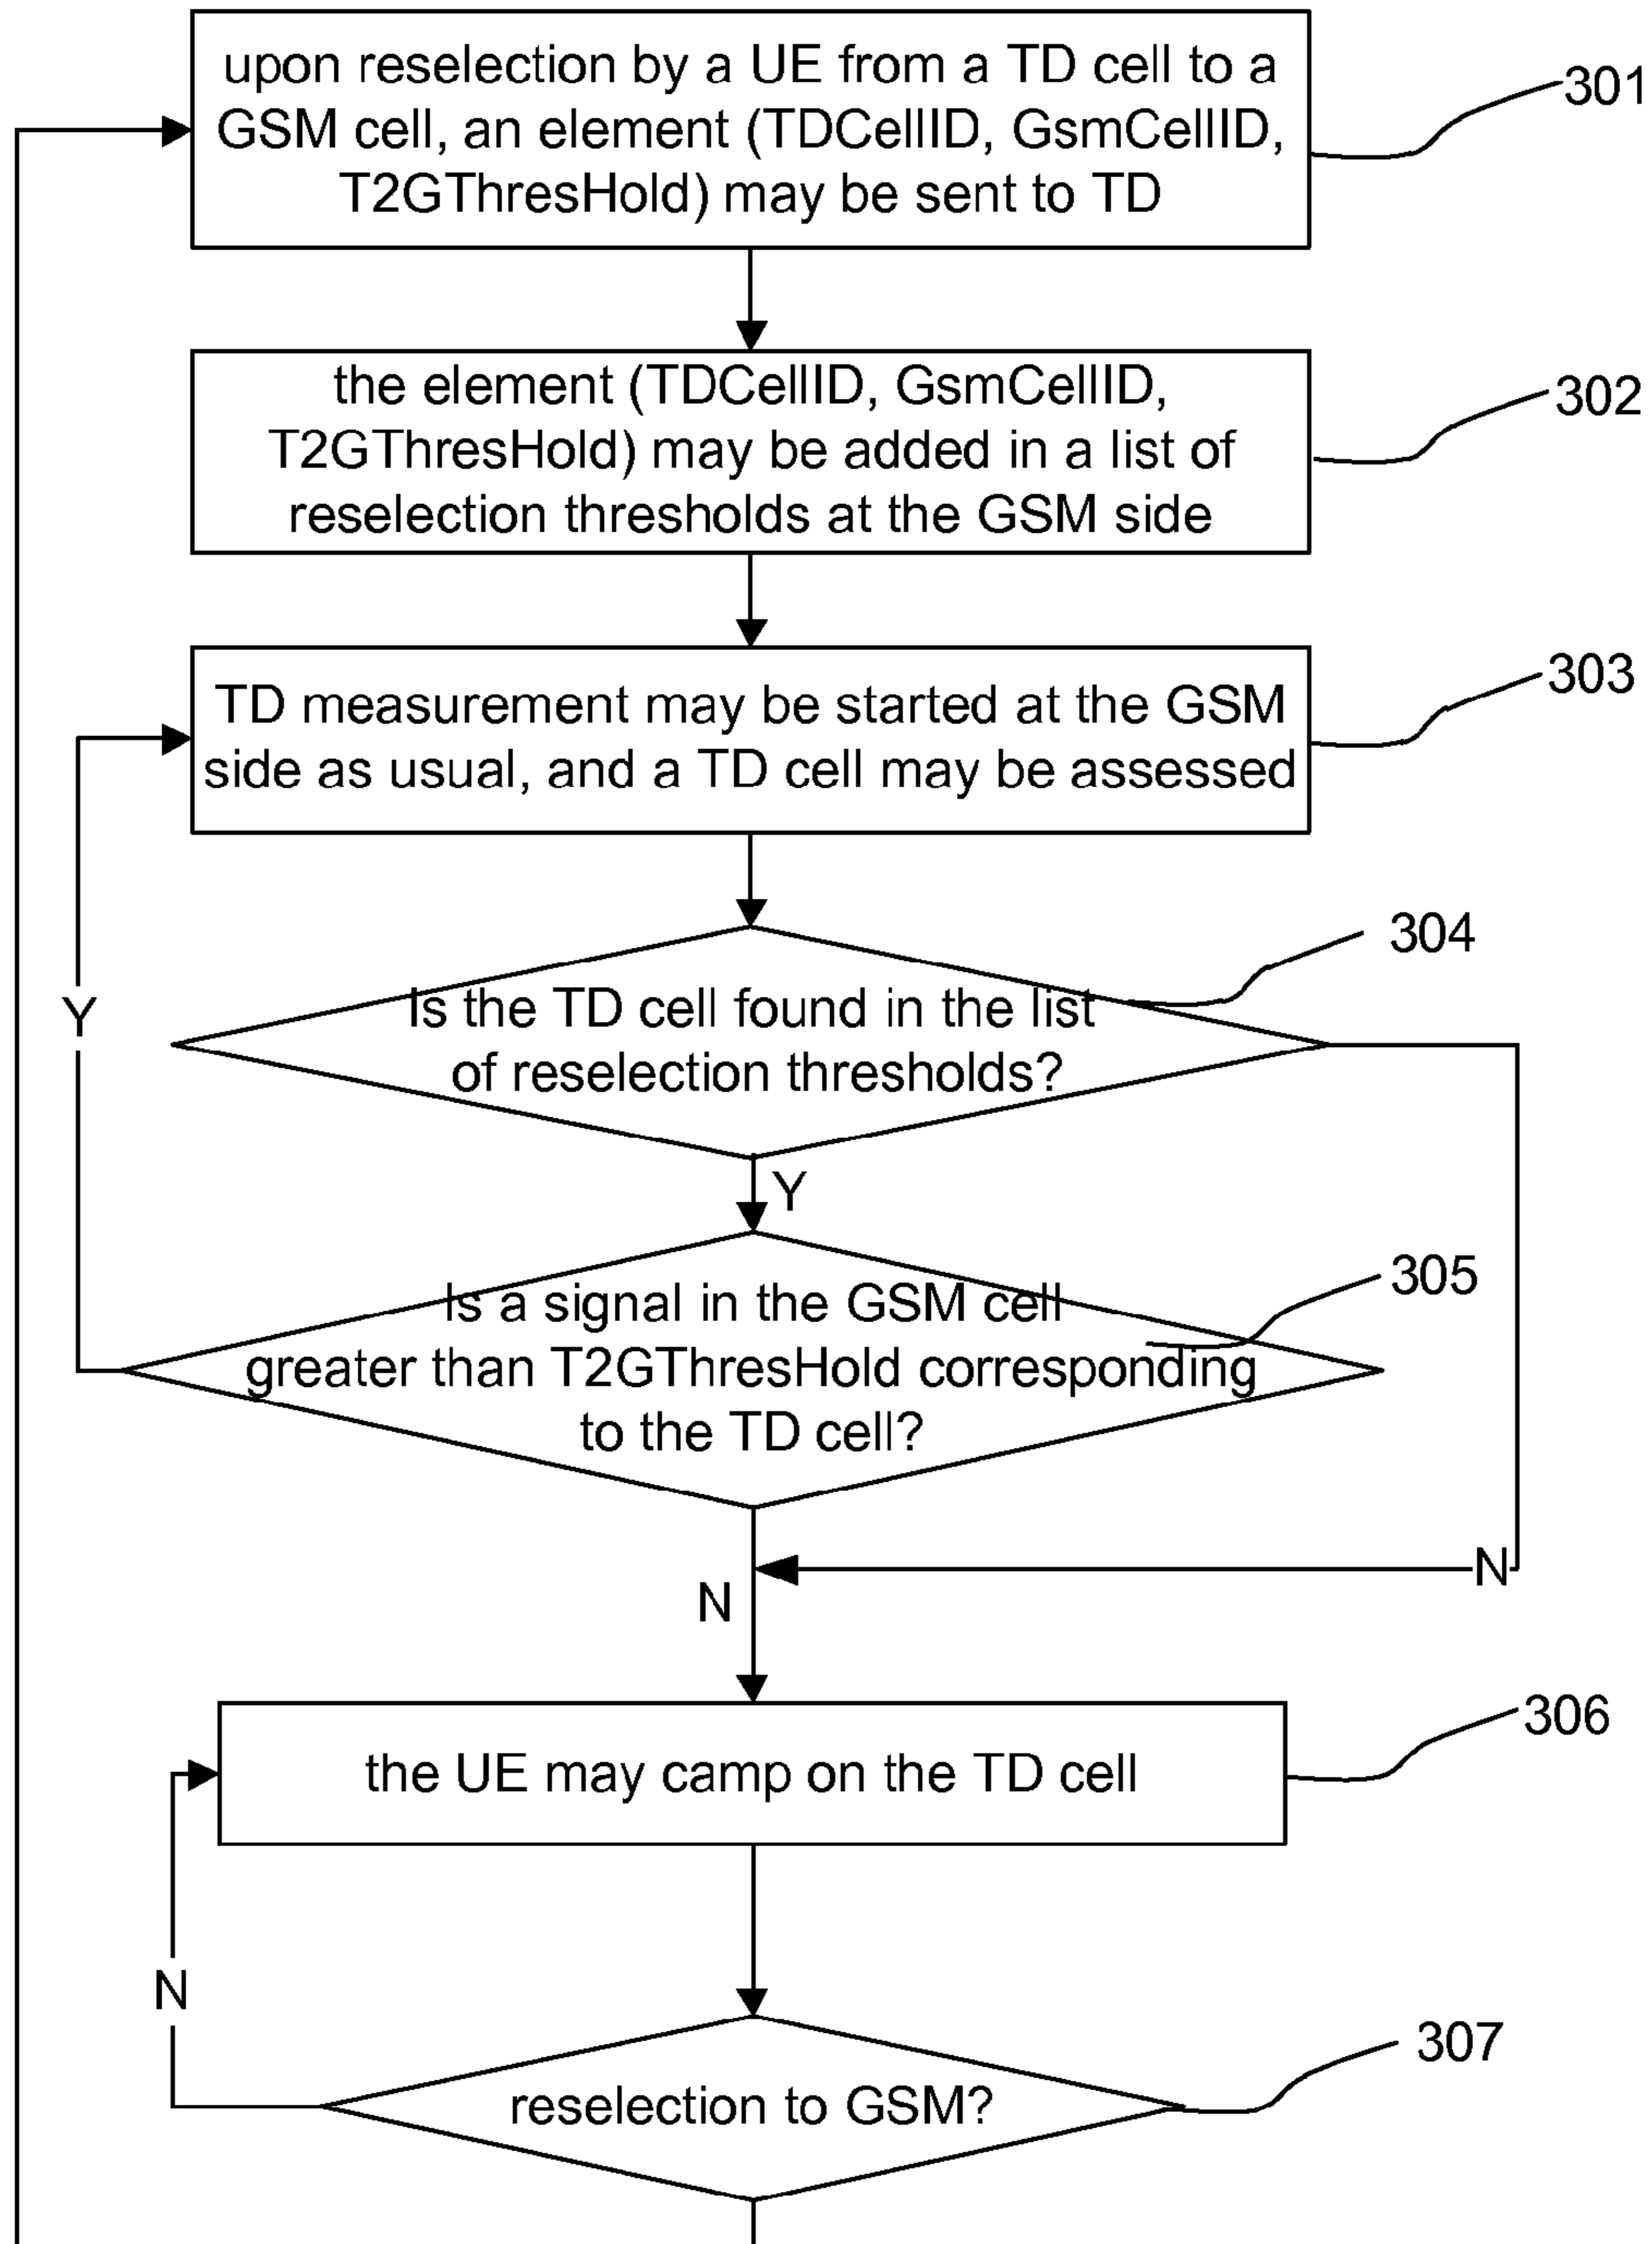 upon reselection by a UE from a TD cell to a
GSM cell, an element (TDCellID, GsmCellID,
T2GThresHold) may be sent to TD
301
the element (TDCellID, GsmCellID,
T2GThresHold) may be added in a list of
reselection thresholds at the GSM side
302
TD measurement may be started at the GSM
side as usual, and a TD cell may be assessed
303
Is the TD cell found in the list
of reselection thresholds?
304
Y
Y
Is a signal in the GSM cell
greater than T2GThresHold corresponding
to the TD cell?
305
N
N
the UE may camp on the TD cell
306
N
reselection to GSM?
307